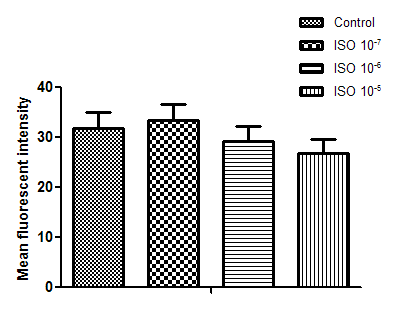 Control
ISO 10⁻⁷
ISO 10⁻⁶
ISO 10⁻⁵
Mean fluorescent intensity
40
30
20
10
0